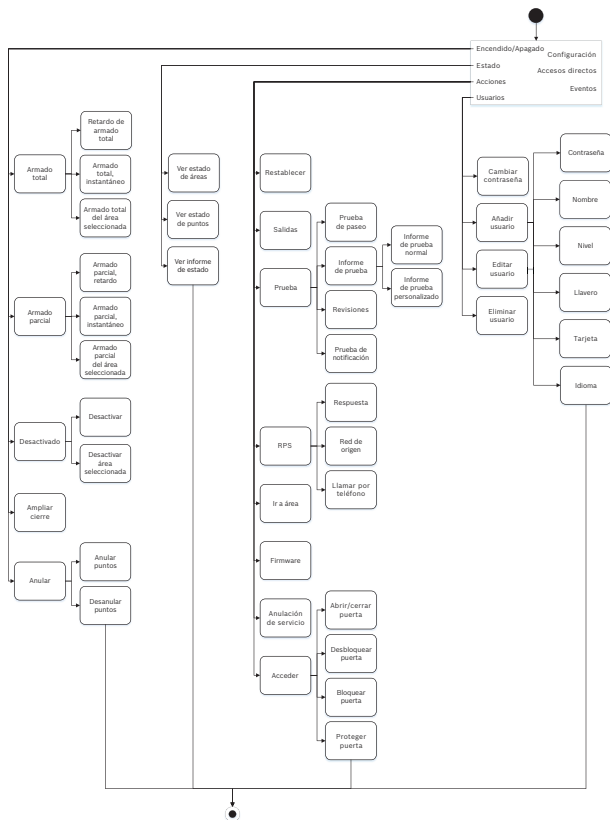 Encendido/Apagado
Configuración
Estado
Accesos directos
Acciones
Eventos
Usuarios
Armado
total
Retardo de
armado
total
Armado
total,
instantáneo
Armado total
del área
seleccionada
Armado
parcial
Armado
parcial,
retardo
Armado
parcial,
instantáneo
Armado
parcial
del área
seleccionada
Desactivado
Desactivar
Desactivar
área
seleccionada
Ampliar
cierre
Anular
Anular
puntos
Desanular
puntos
Ver estado
de áreas
Ver estado
de puntos
Ver informe
de estado
Restablecer
Salidas
Prueba
Prueba
de paseo
Informe
de prueba
Informe
de prueba
normal
Informe
de prueba
personalizado
Revisiones
Prueba de
notificación
RPS
Respuesta
Red de
origen
Llamar por
teléfono
Ir a área
Firmware
Anulación
de servicio
Acceder
Abrir/cerrar
puerta
Desbloquear
puerta
Bloquear
puerta
Proteger
puerta
Cambiar
contraseña
Añadir
usuario
Editar
usuario
Eliminar
usuario
Contraseña
Nombre
Nivel
Llavero
Tarjeta
Idioma